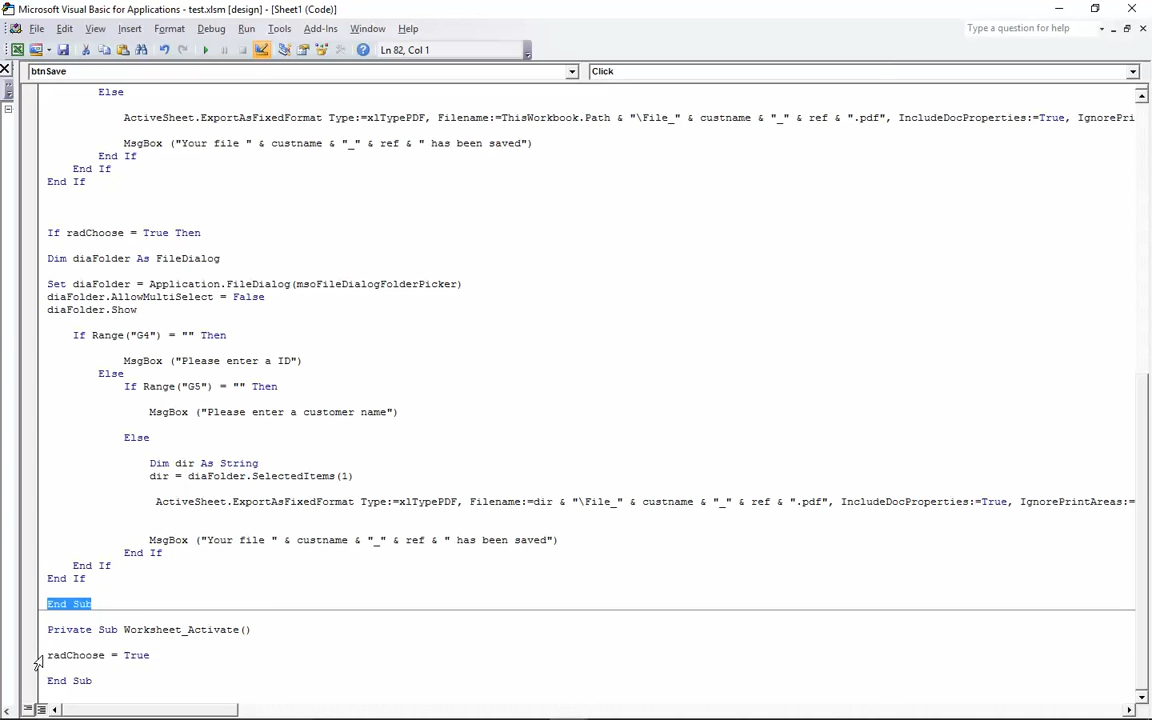 Microsoft Visual Basic for Applications - test.xlsm [design] - [Sheet1 (Code)]
File Edit View Insert Format Debug Run Tools Add-Ins Window Help
Type a question for help
Ln 82, Col 1
btnSave
Click
Else
ActiveSheet.ExportAsFixedFormat Type:=xlTypePDF, Filename:=ThisWorkbook.Path & "\File_" & custname & "_" & ref & ".pdf", IncludeDocProperties:=True, IgnorePri
MsgBox ("Your file " & custname & "_" & ref & " has been saved")
End If
End If
End If
If radChoose = True Then
Dim diaFolder As FileDialog
Set diaFolder = Application.FileDialog(msoFileDialogFolderPicker)
diaFolder.AllowMultiSelect = False
diaFolder.Show
If Range("G4") = "" Then
MsgBox ("Please enter a ID")
Else
If Range("G5") = "" Then
MsgBox ("Please enter a customer name")
Else
Dim dir As String
dir = diaFolder.SelectedItems(1)
ActiveSheet.ExportAsFixedFormat Type:=xlTypePDF, Filename:=dir & "\File_" & custname & "_" & ref & ".pdf", IncludeDocProperties:=True, IgnorePrintAreas:=
MsgBox ("Your file " & custname & "_" & ref & " has been saved")
End If
End If
End If
End Sub
Private Sub Worksheet_Activate()
radChoose = True
End Sub